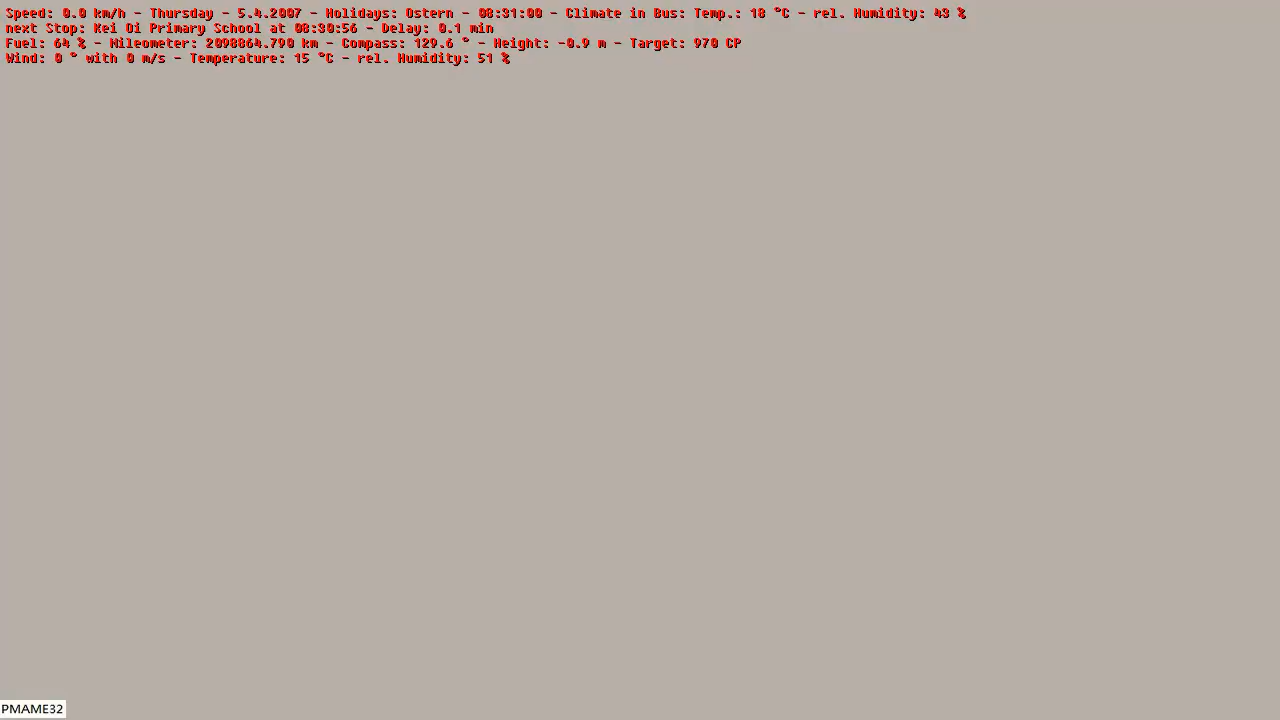 Speed: 0.0 km/h - Thursday - 5.4.2007 - Holidays: Ostern - 08:31:00 - Climate in Bus: Temp.: 18 °C - rel. Humidity: 43 %
next Stop: Kei Oi Primary School at 08:30:56 - Delay: 0.1 min
Fuel: 64 % - Mileometer: 2098864.790 km - Compass: 129.6 ° - Height: -0.9 m - Target: 970 CP
Wind: 0 ° with 0 m/s - Temperature: 15 °C - rel. Humidity: 51 %
PMAME32